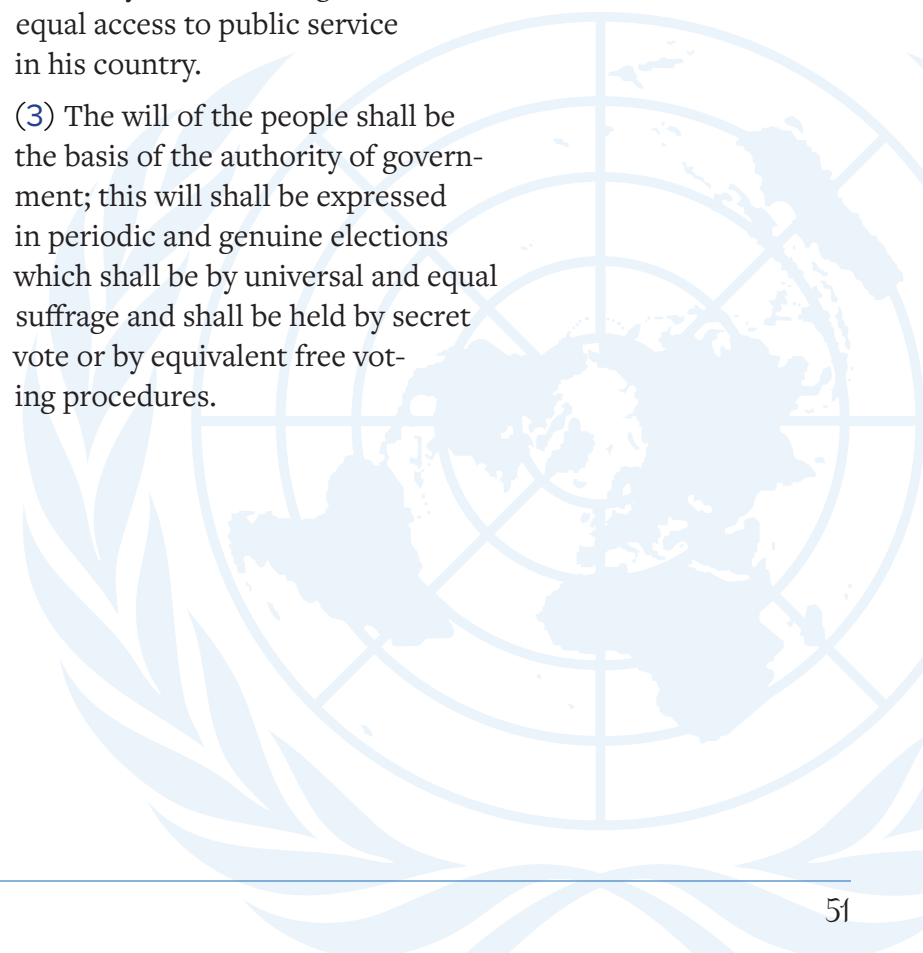 equal access to public service
in his country.
(3) The will of the people shall be
the basis of the authority of govern-
ment; this will shall be expressed
in periodic and genuine elections
which shall be by universal and equal
suffrage and shall be held by secret
vote or by equivalent free vot-
ing procedures.
51